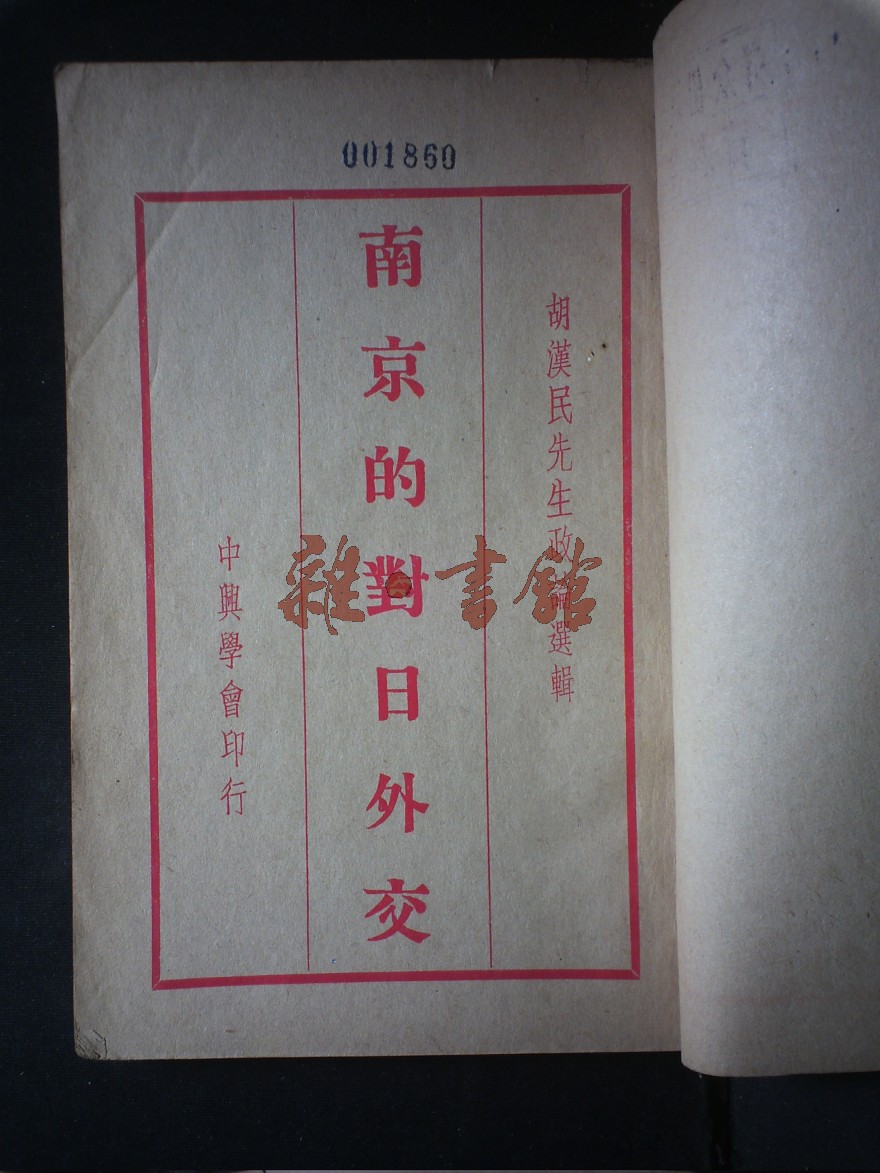 001860
胡漢民先生政論選輯
南京的對日外交
中興學會印行
雜書館